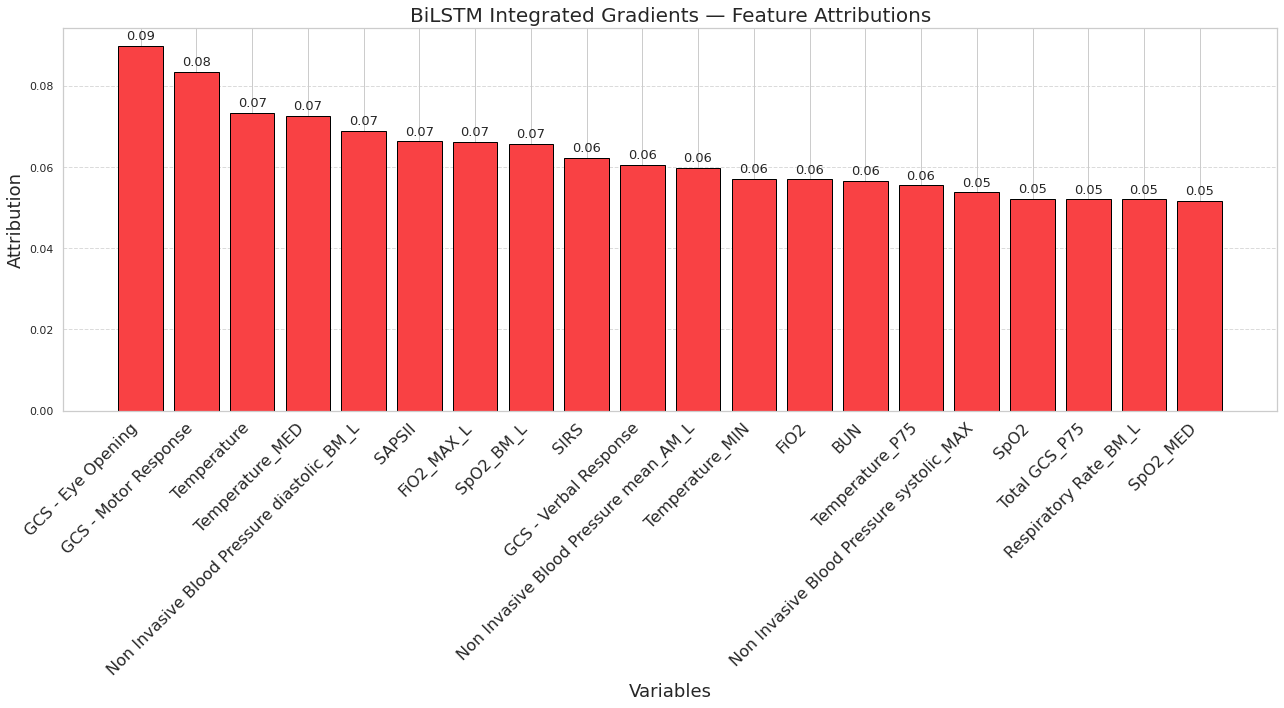 BiLSTM Integrated Gradients — Feature Attributions
Attribution
0.08
0.06
0.04
0.02
0.00
0.09
0.08
0.07
0.07
0.07
0.07
0.07
0.07
0.06
0.06
0.06
0.06
0.06
0.06
0.06
0.05
0.05
0.05
0.05
0.05
GCS - Eye Opening
GCS - Motor Response
Temperature
Temperature_MED
Non Invasive Blood Pressure diastolic_BM_L
SAPSII
FiO2_MAX_L
SpO2_BM_L
SIRS
GCS - Verbal Response
Non Invasive Blood Pressure mean_AM_L
Temperature_MIN
FiO2
BUN
Temperature_P75
Non Invasive Blood Pressure systolic_MAX
SpO2
Total GCS_P75
Respiratory Rate_BM_L
SpO2_MED
Variables